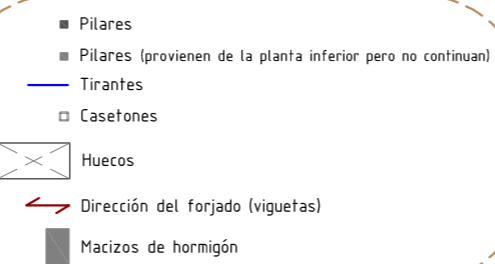 Pilares
Pilares (provienen de la planta inferior pero no continuan)
Tirantes
Casetones
Huecos
Dirección del forjado (viguetas)
Macizos de hormigón